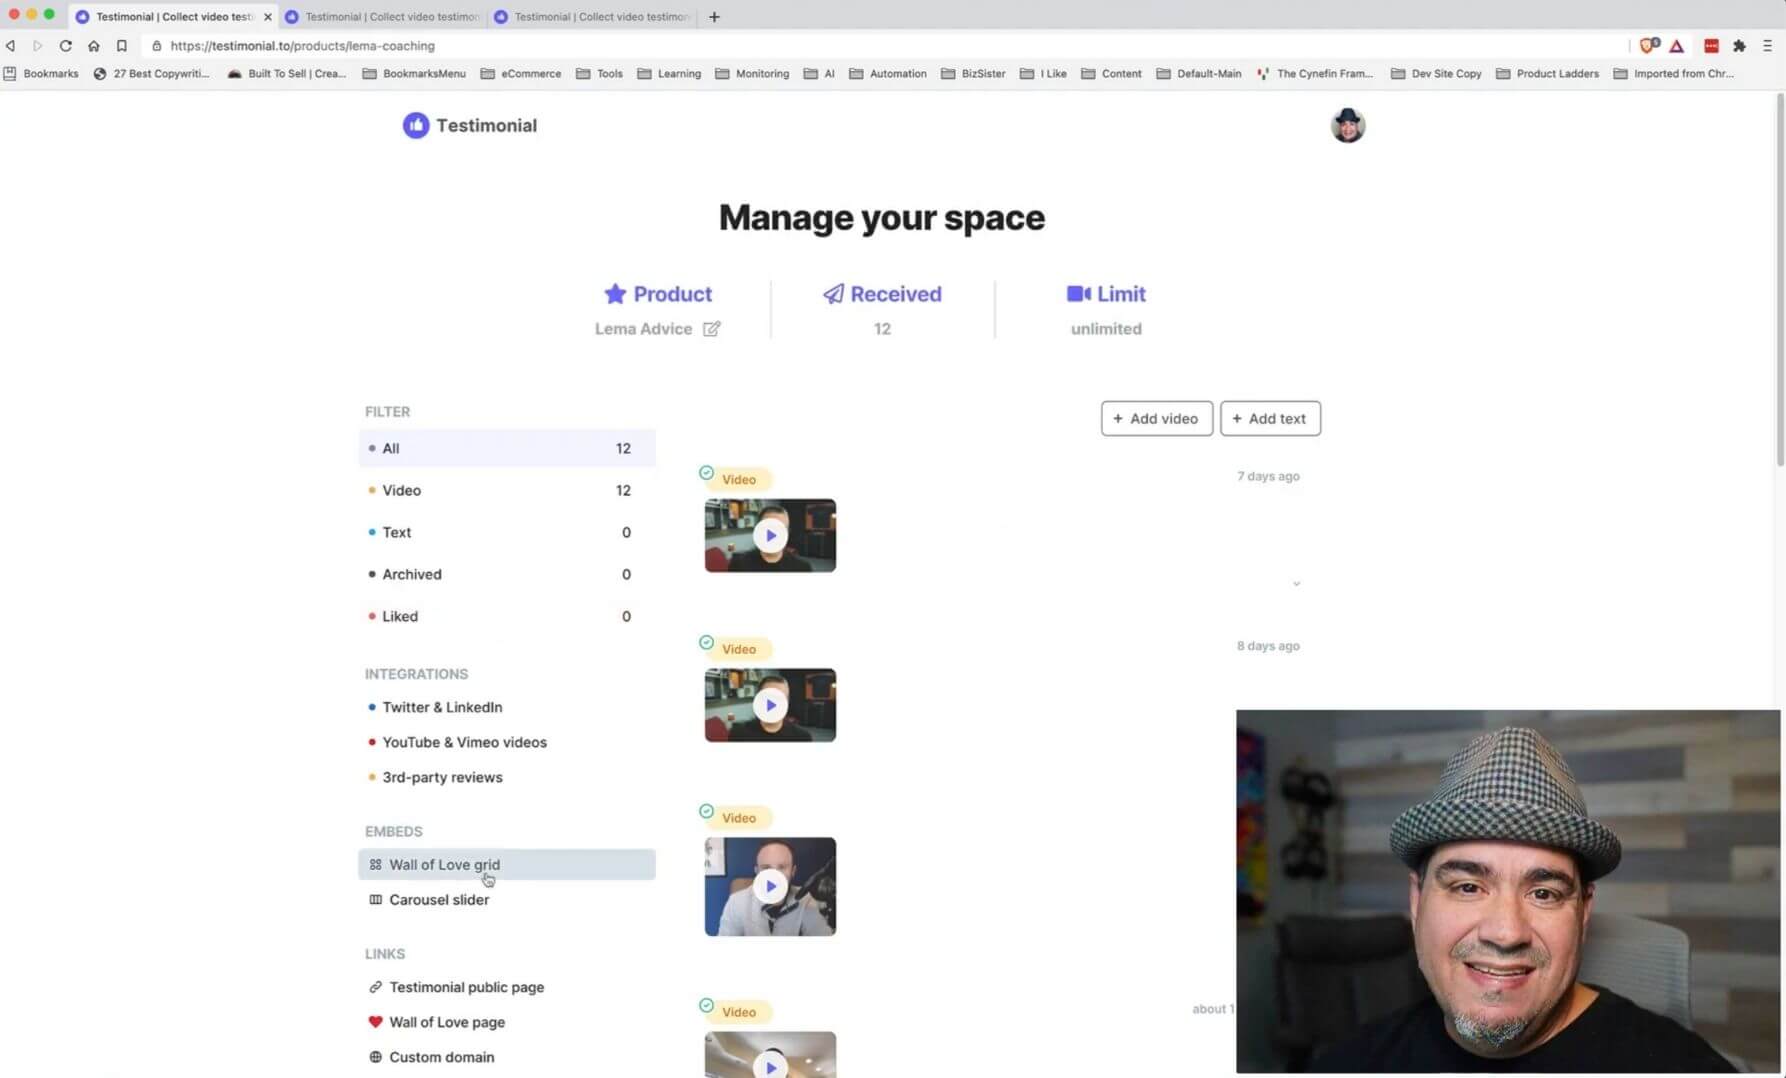 Testimonial | Collect video testi
Testimonial | Collect video testimon
Testimonial | Collect video testimon
https://testimonial.to/products/lema-coaching
Bookmarks
27 Best Copywriti...
Built To Sell | Crea...
BookmarksMenu
eCommerce
Tools
Learning
Monitoring
AI
Automation
BizSister
I Like
Content
Default-Main
The Cynefin Fram...
Dev Site Copy
Product Ladders
Imported from Chr...
Testimonial
Manage your space
Product
Lema Advice
Received
12
Limit
unlimited
FILTER
All 12
Video 12
Text 0
Archived 0
Liked 0
INTEGRATIONS
Twitter & LinkedIn
YouTube & Vimeo videos
3rd-party reviews
EMBEDS
Wall of Love grid
Carousel slider
LINKS
Testimonial public page
Wall of Love page
Custom domain
+ Add video
+ Add text
Video
7 days ago
Video
8 days ago
Video
Video
about 1